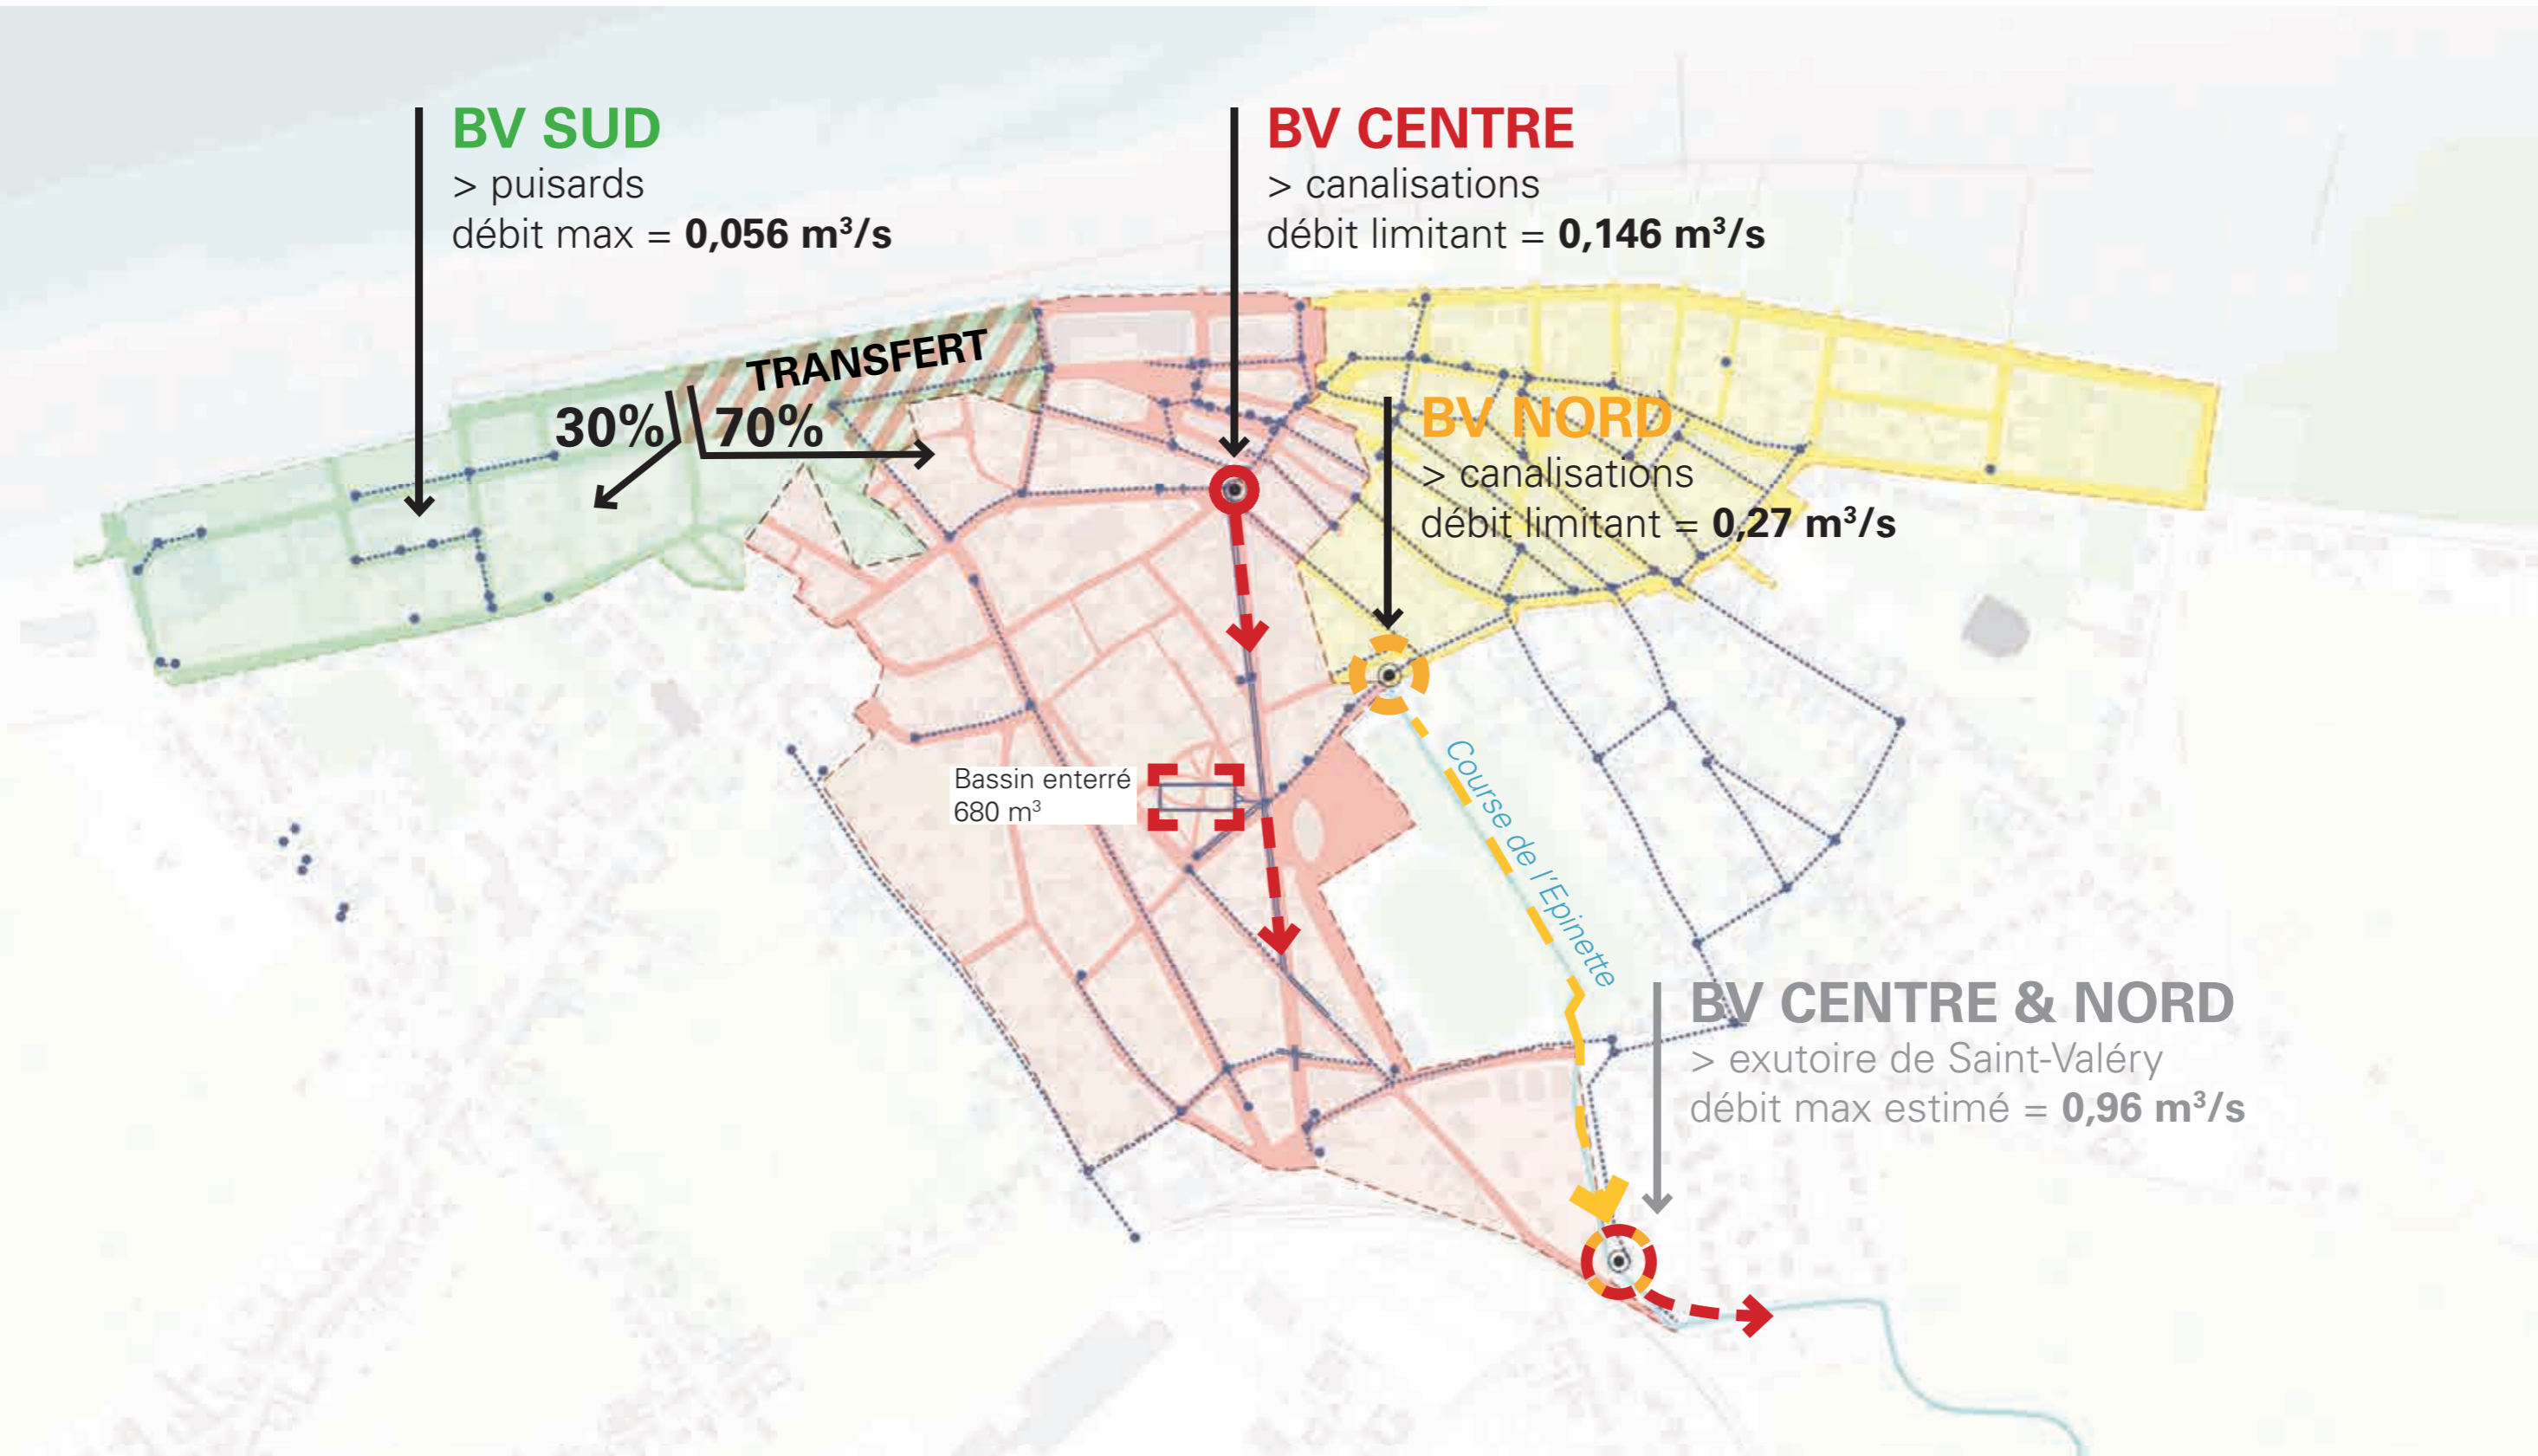 BV SUD
> puisards
débit max = 0,056 m³/s
BV CENTRE
> canalisations
débit limitant = 0,146 m³/s
TRANSFERT
30%
70%
BV NORD
> canalisations
débit limitant = 0,27 m³/s
Bassin enterré
680 m³
Course de l'Epinette
BV CENTRE & NORD
> exutoire de Saint-Valéry
débit max estimé = 0,96 m³/s